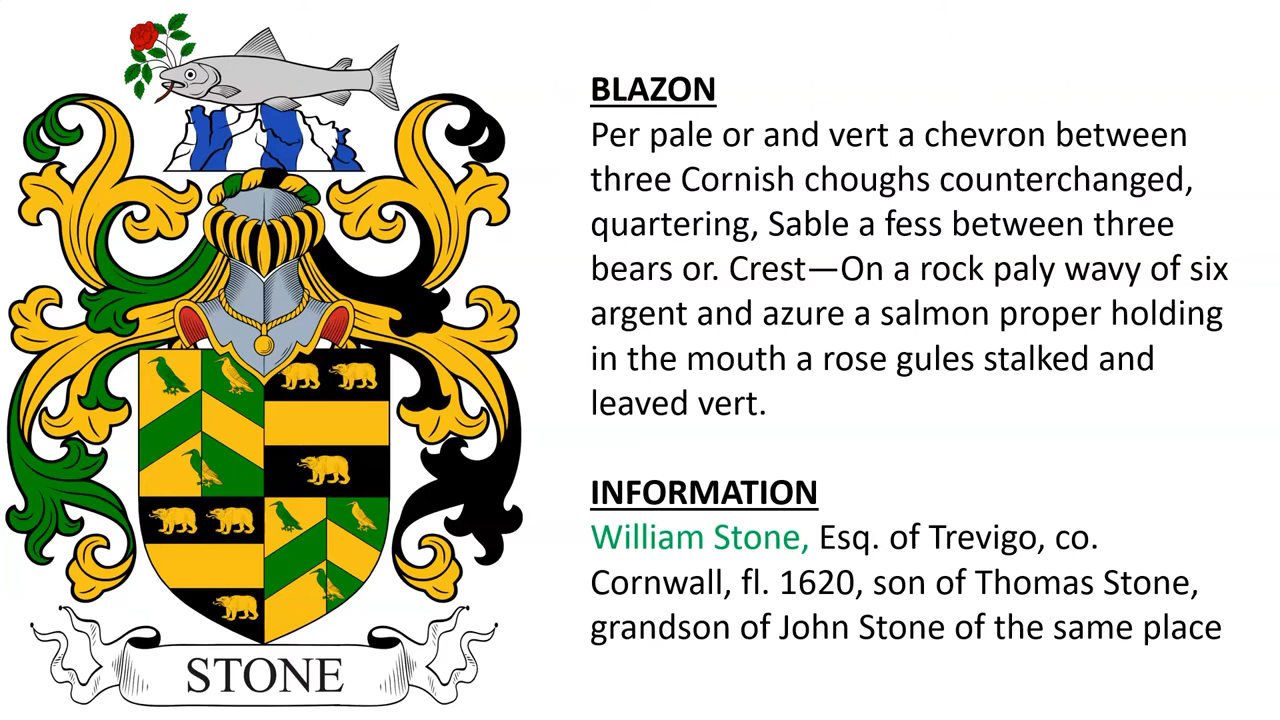 BLAZON
Per pale or and vert a chevron between
three Cornish choughs counterchanged,
quartering, Sable a fess between three
bears or. Crest—On a rock paly wavy of six
argent and azure a salmon proper holding
in the mouth a rose gules stalked and
leaved vert.
INFORMATION
William Stone, Esq. of Trevigo, co.
Cornwall, fl. 1620, son of Thomas Stone,
grandson of John Stone of the same place
STONE